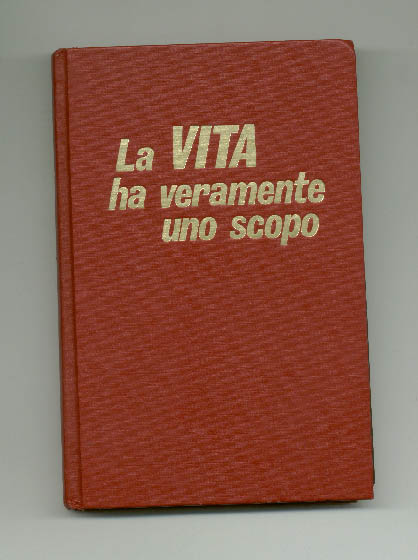 La VITA
ha veramente
uno scopo